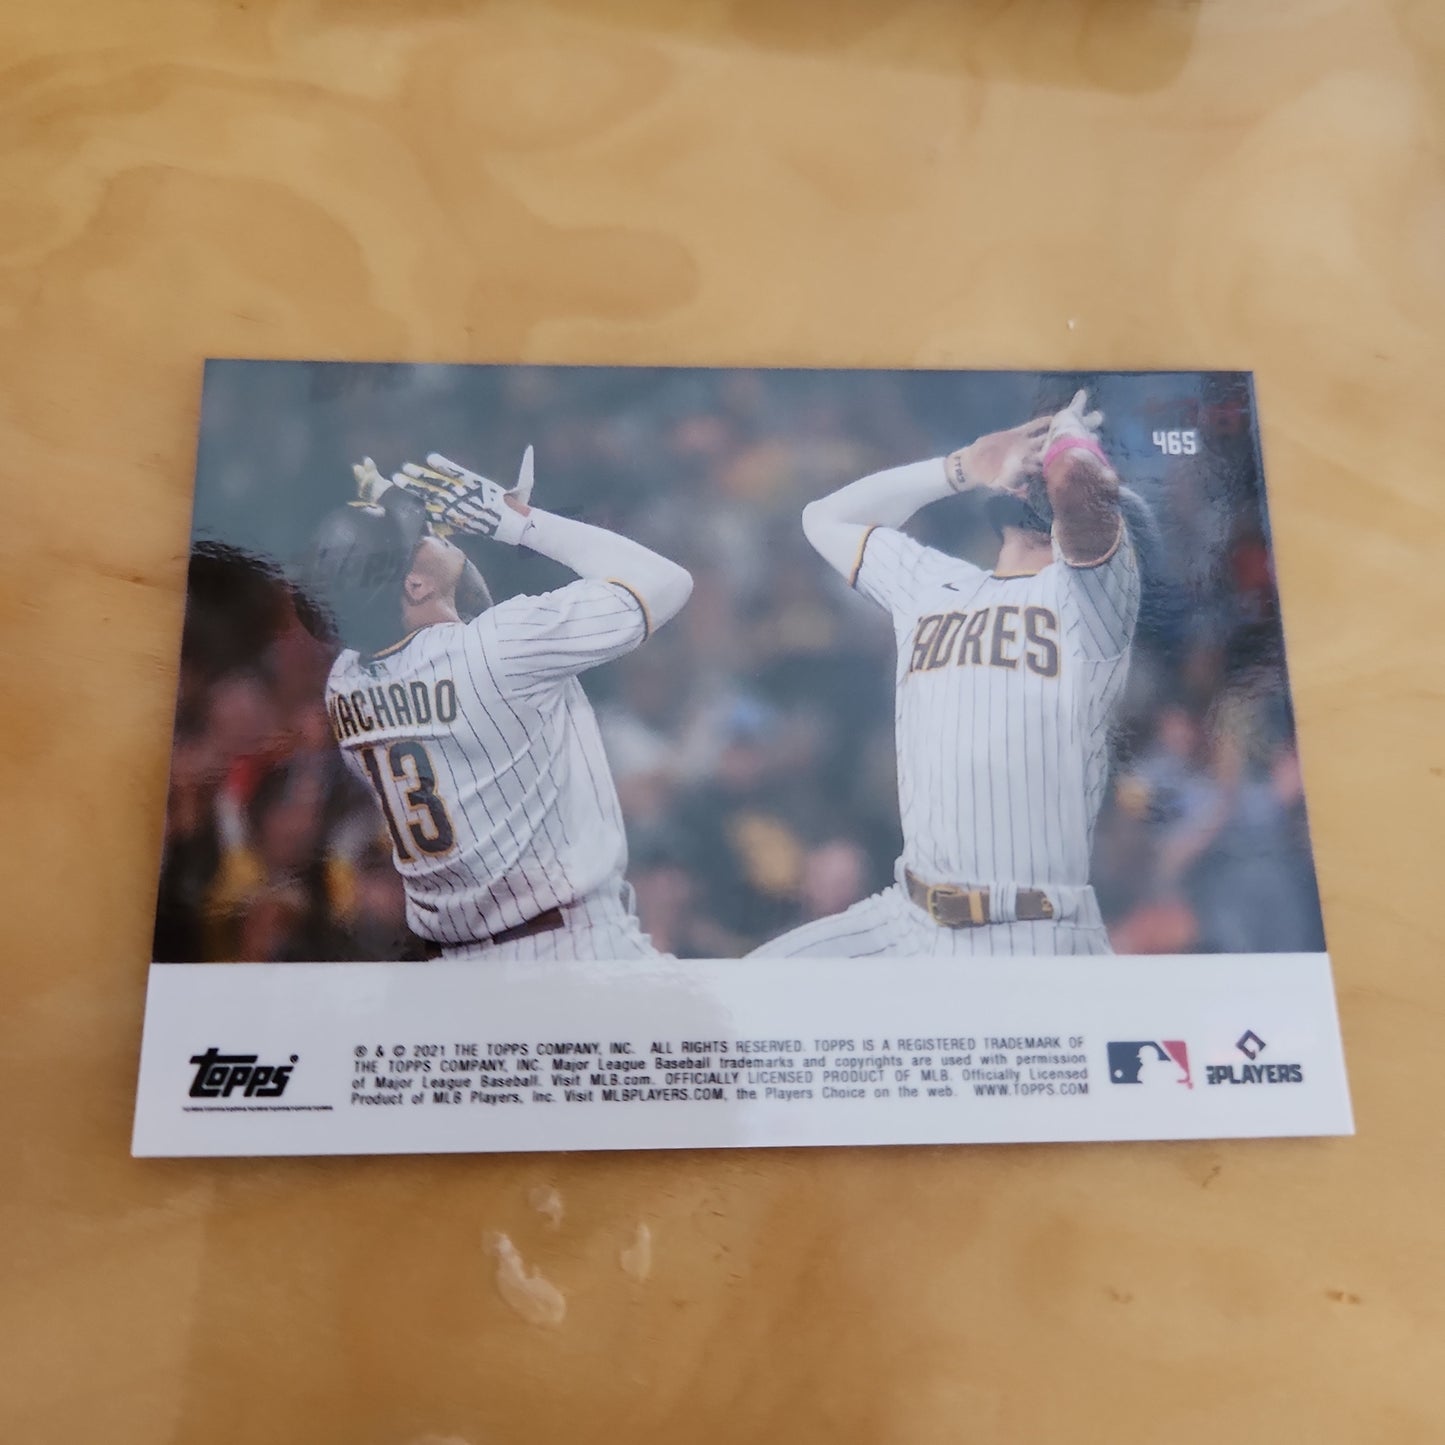 465
MACHADO
13
PADRES
Topps
® & © 2021 THE TOPPS COMPANY, INC. ALL RIGHTS RESERVED. TOPPS IS A REGISTERED TRADEMARK OF
THE TOPPS COMPANY, INC. Major League Baseball trademarks and copyrights are used with permission
of Major League Baseball. Visit MLB.com. OFFICIALLY LICENSED PRODUCT OF MLB. Officially Licensed
Product of MLB Players, Inc. Visit MLBPLAYERS.COM, the Players Choice on the web. WWW.TOPPS.COM
PLAYERS